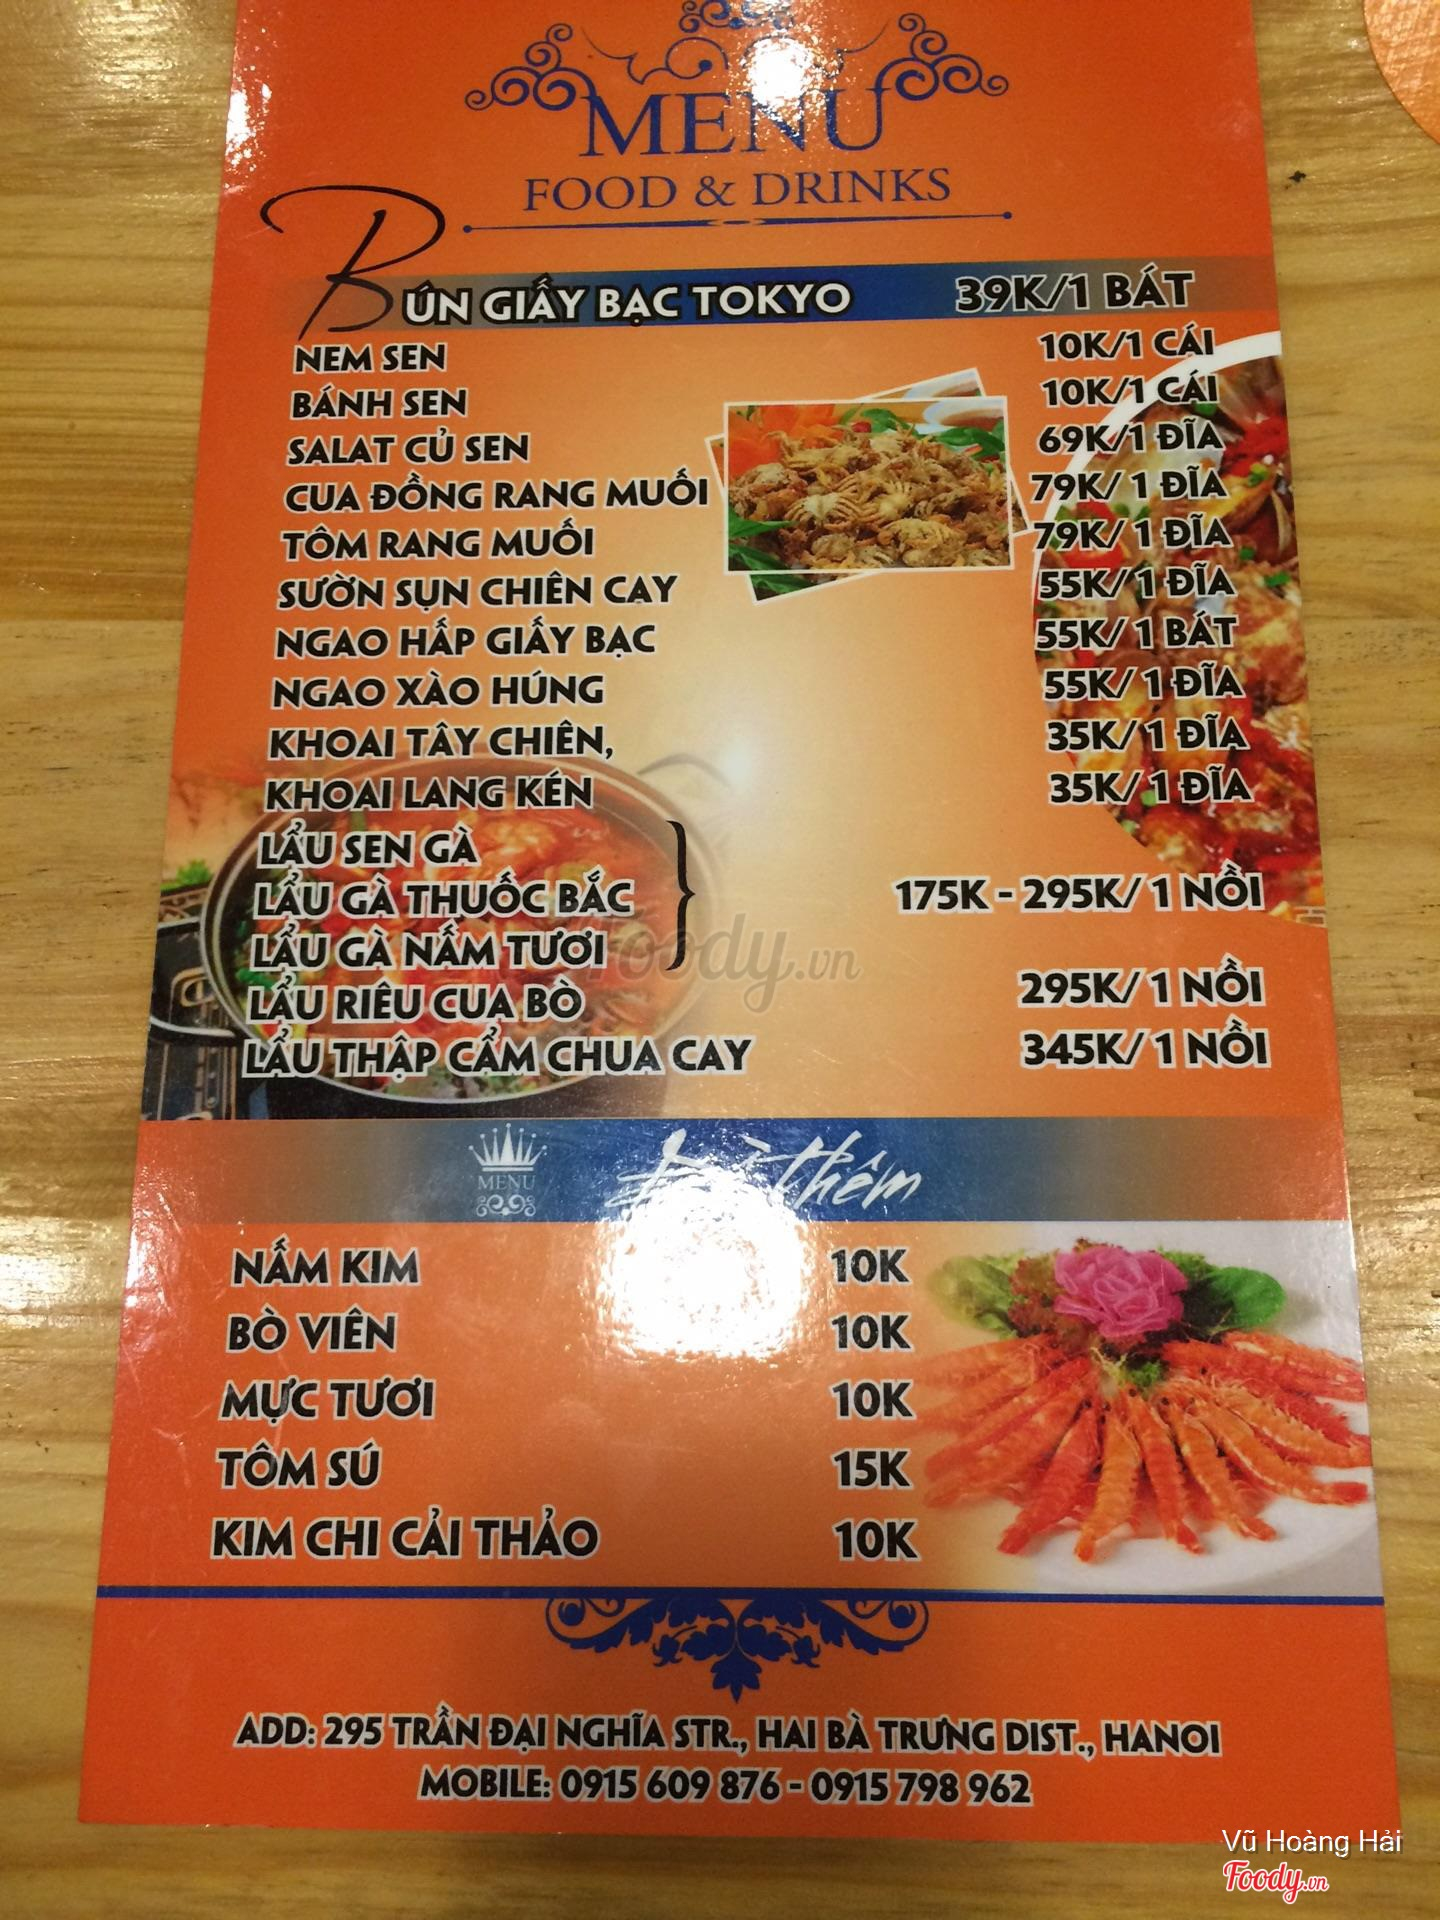 MENU
FOOD & DRINKS
BÚN GIẤY BẠC TOKYO 39K/1 BÁT
NEM SEN 10K/1 CÁI
BÁNH SEN 10K/1 CÁI
SALAT CỦ SEN 69K/1 ĐĨA
CUA ĐỒNG RANG MUỐI 79K/ 1 ĐĨA
TÔM RANG MUỐI 79K/ 1 ĐĨA
SƯỜN SỤN CHIÊN CAY 55K/ 1 ĐĨA
NGAO HẤP GIẤY BẠC 55K/ 1 BÁT
NGAO XÀO HÚNG 55K/ 1 ĐĨA
KHOAI TÂY CHIÊN, 35K/ 1 ĐĨA
KHOAI LANG KÉN 35K/ 1 ĐĨA
LẨU SEN GÀ
LẨU GÀ THUỐC BẮC 175K - 295K/ 1 NỒI
LẨU GÀ NẤM TƯƠI
LẨU RIÊU CUA BÒ 295K/ 1 NỒI
LẨU THẬP CẨM CHUA CAY 345K/ 1 NỒI
Foody.vn
MENU
thêm
NẤM KIM 10K
BÒ VIÊN 10K
MỰC TƯƠI 10K
TÔM SÚ 15K
KIM CHI CẢI THẢO 10K
ADD: 295 TRẦN ĐẠI NGHĨA STR., HAI BÀ TRƯNG DIST., HANOI
MOBILE: 0915 609 876 - 0915 798 962
Vũ Hoàng Hải
Foody.vn